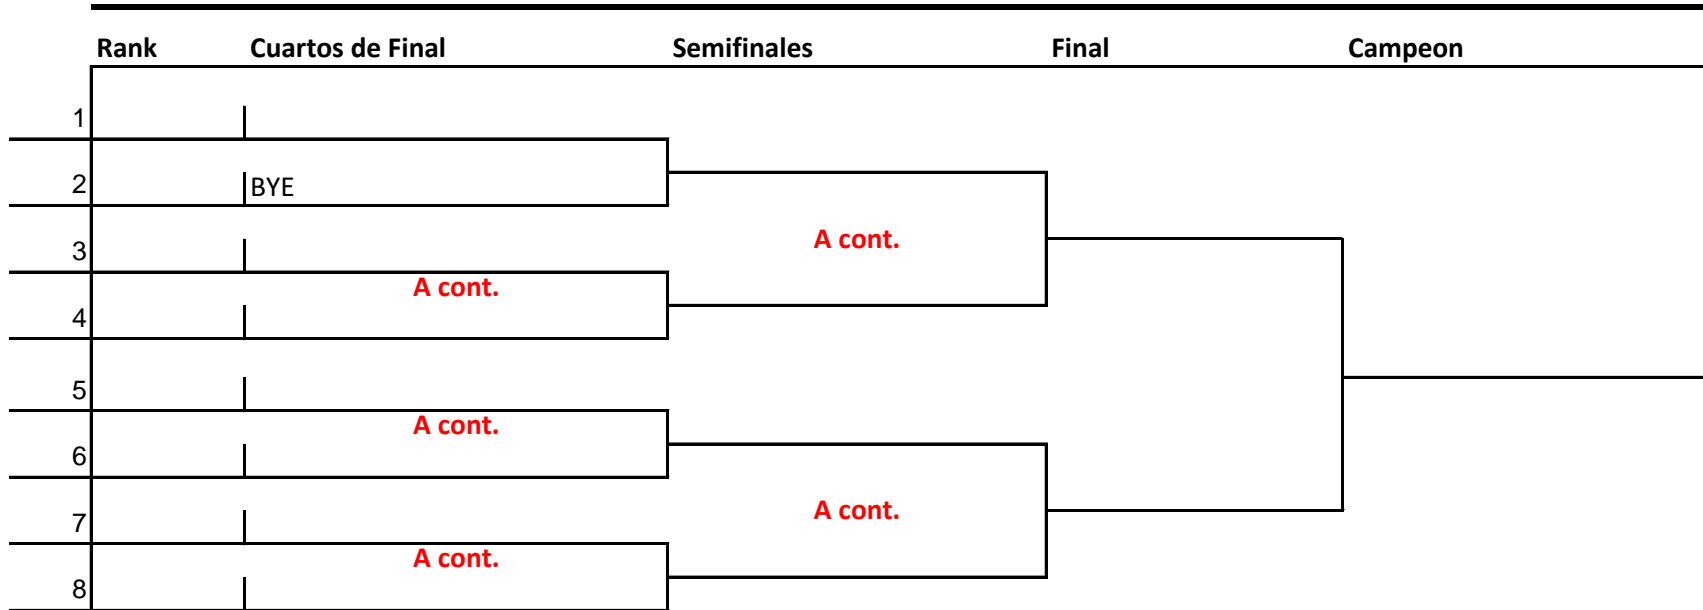 Rank Cuartos de Final Semifinales Final Campeon
1
2 BYE
3 A cont.
A cont.
4
5
A cont.
6
7 A cont.
A cont.
8